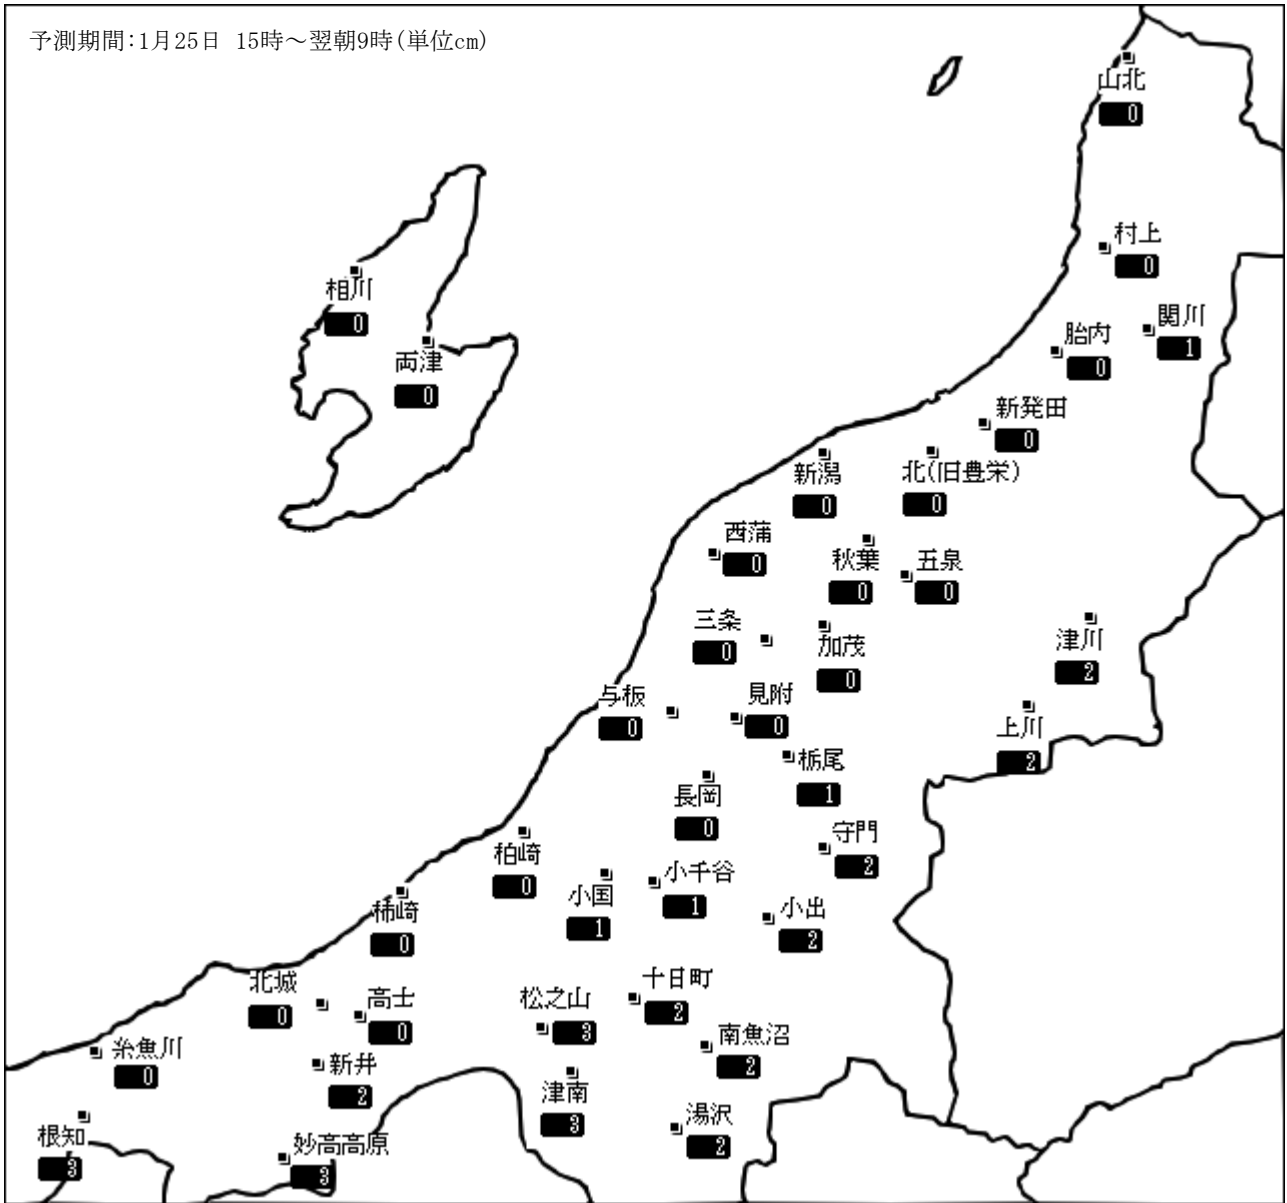 予測期間:1月25日 15時～翌朝9時(単位cm)
山北
0
村上
0
相川
0
関川
1
胎内
0
両津
0
新発田
0
新潟
0
北(旧豊栄)
0
西蒲
0
秋葉
0
五泉
0
三条
0
加茂
0
津川
2
与板
0
見附
0
上川
2
栃尾
1
長岡
0
守門
2
柏崎
0
小千谷
1
小国
1
小出
2
柿崎
0
北城
0
高士
0
松之山
3
十日町
2
南魚沼
2
糸魚川
0
新井
2
津南
3
湯沢
2
根知
3
妙高高原
3